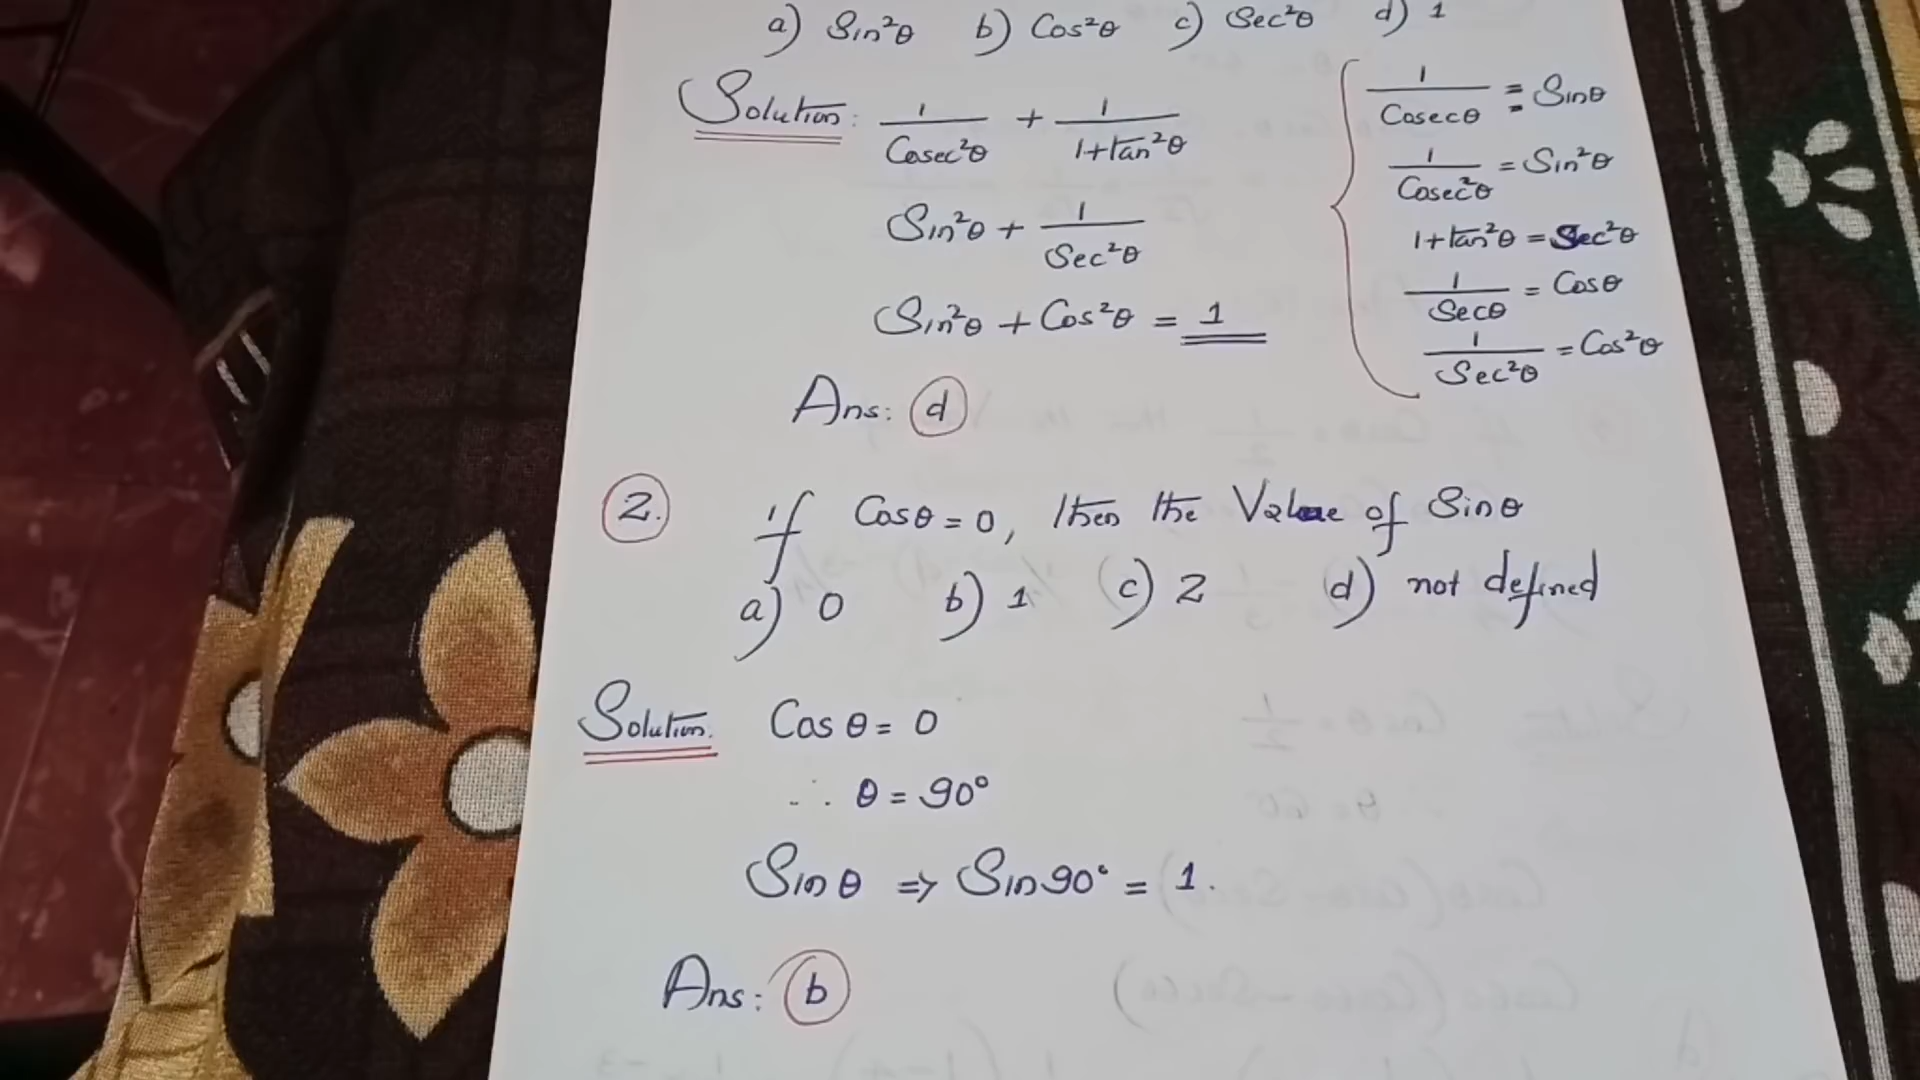 a) Sin²θ b) Cos²θ c) Sec²θ d) 1
Solution: 1/Cosec²θ + 1/1+tan²θ
Sin²θ + 1/Sec²θ
Sin²θ + Cos²θ = 1
Ans: d
1/Cosecθ = Sinθ
1/Cosec²θ = Sin²θ
1+tan²θ = Sec²θ
1/Secθ = Cosθ
1/Sec²θ = Cos²θ
2. if Cosθ = 0, then the Value of Sinθ
a) 0 b) 1 c) 2 d) not defined
Solution. Cos θ = 0
∴ θ = 90°
Sin θ ⇒ Sin 90° = 1.
Ans: b